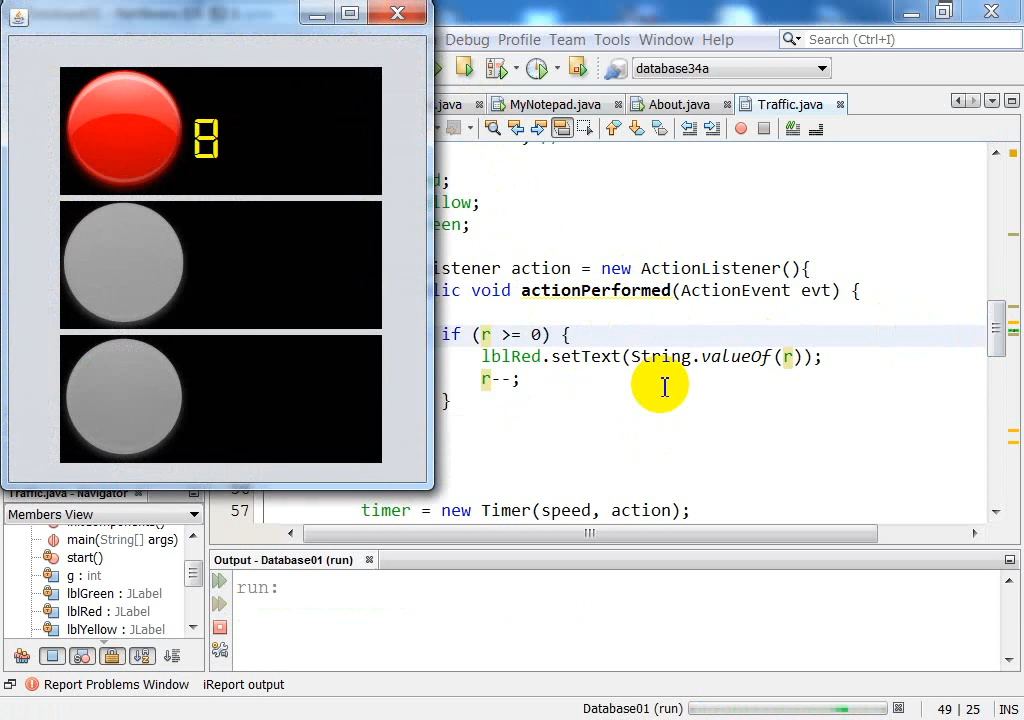 Debug Profile Team Tools Window Help
Search (Ctrl+I)
database34a
.java
MyNotepad.java
About.java
Traffic.java
8
d;
llow;
een;
istener action = new ActionListener(){
lic void actionPerformed(ActionEvent evt) {
if (r >= 0) {
lblRed.setText(String.valueOf(r));
r--;
}
57
timer = new Timer(speed, action);
Traffic.java - Navigator
Members View
main(String[] args)
start()
g : int
lblGreen : JLabel
lblRed : JLabel
lblYellow : JLabel
Output - Database01 (run)
run:
Report Problems Window
iReport output
Database01 (run)
49 | 25
INS